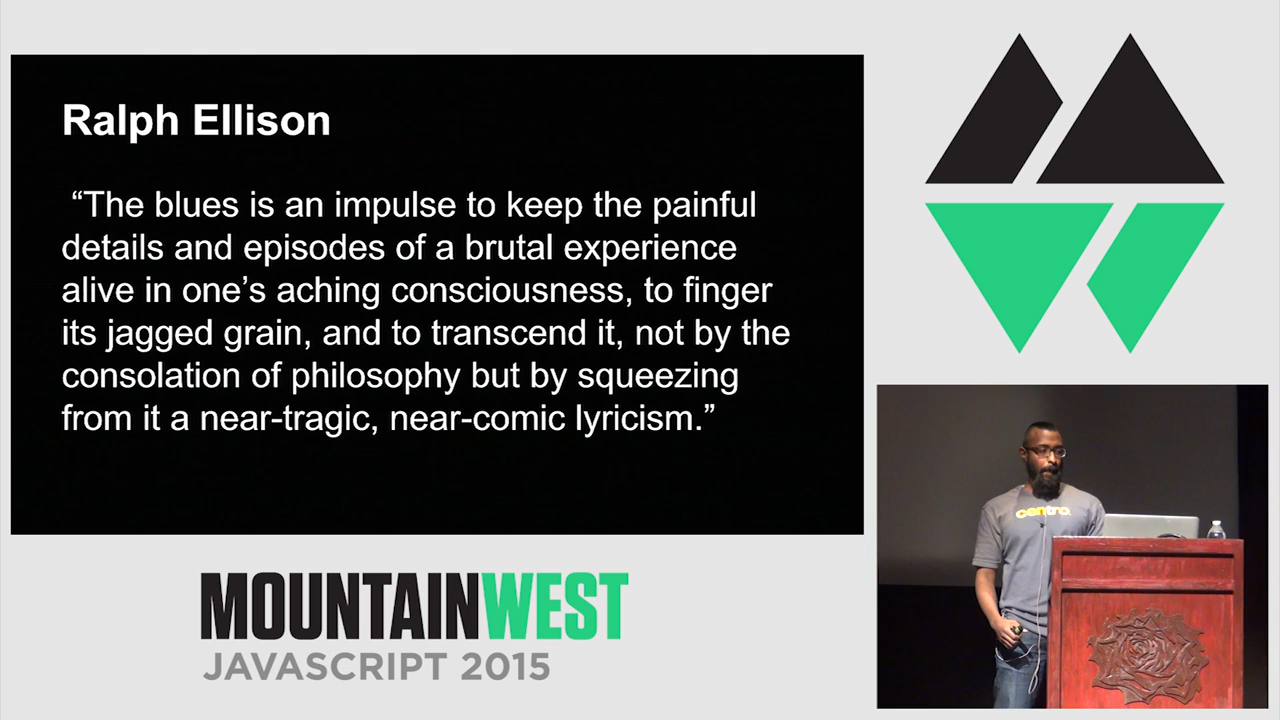 Ralph Ellison
“The blues is an impulse to keep the painful
details and episodes of a brutal experience
alive in one’s aching consciousness, to finger
its jagged grain, and to transcend it, not by the
consolation of philosophy but by squeezing
from it a near-tragic, near-comic lyricism.”
MOUNTAINWEST
JAVASCRIPT 2015
centro.